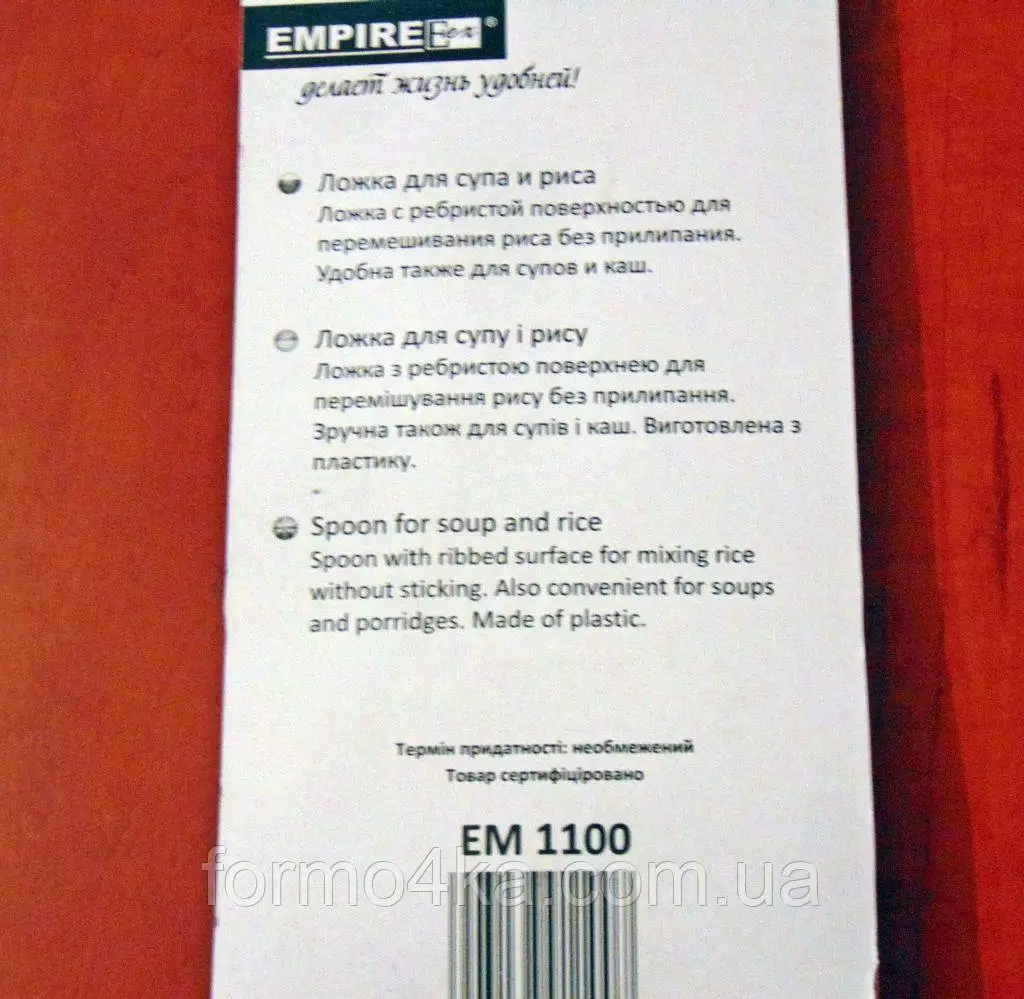 EMPIRE
делает жизнь удобней!
Ложка для супа и риса
Ложка с ребристой поверхностью для
перемешивания риса без прилипания.
Удобна также для супов и каш.
Ложка для супу і рису
Ложка з ребристою поверхнею для
перемішування рису без прилипання.
Зручна також для супів і каш. Виготовлена з
пластику.
-
Spoon for soup and rice
Spoon with ribbed surface for mixing rice
without sticking. Also convenient for soups
and porridges. Made of plastic.
Термін придатності: необмежений
Товар сертифіціровано
EM 1100
formo4ka.com.ua